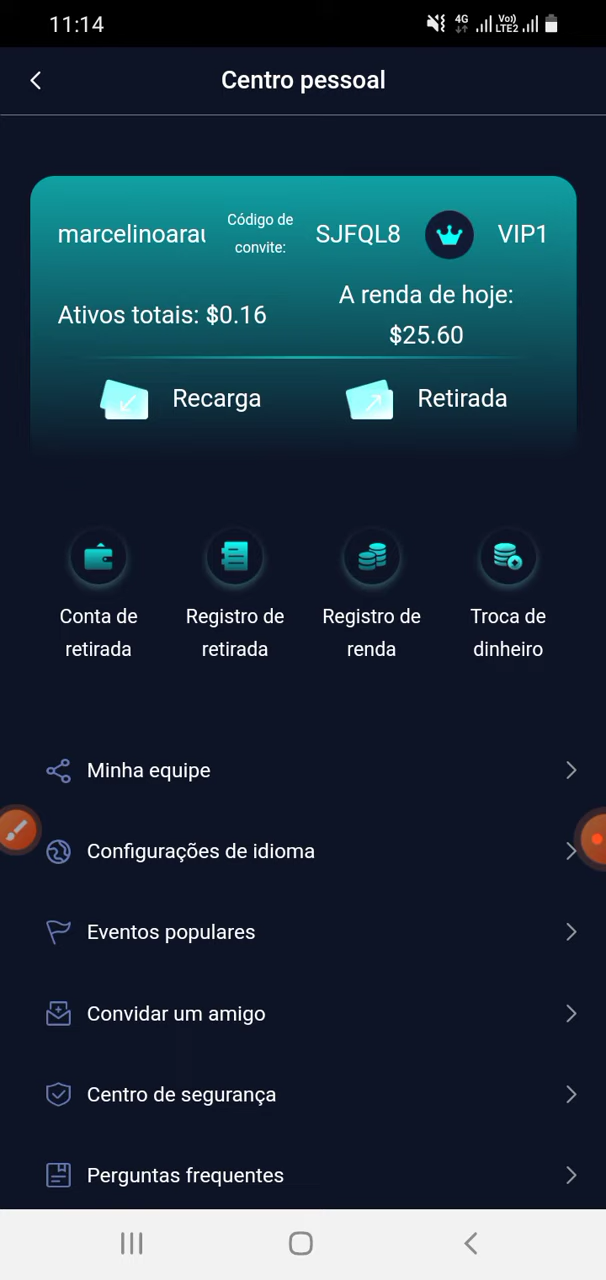 11:14
4G
Vo))
LTE2
Centro pessoal
marcelinoarau
Código de
convite:
SJFQL8
VIP1
Ativos totais: $0.16
A renda de hoje:
$25.60
Recarga
Retirada
Conta de
retirada
Registro de
retirada
Registro de
renda
Troca de
dinheiro
Minha equipe
Configurações de idioma
Eventos populares
Convidar um amigo
Centro de segurança
Perguntas frequentes